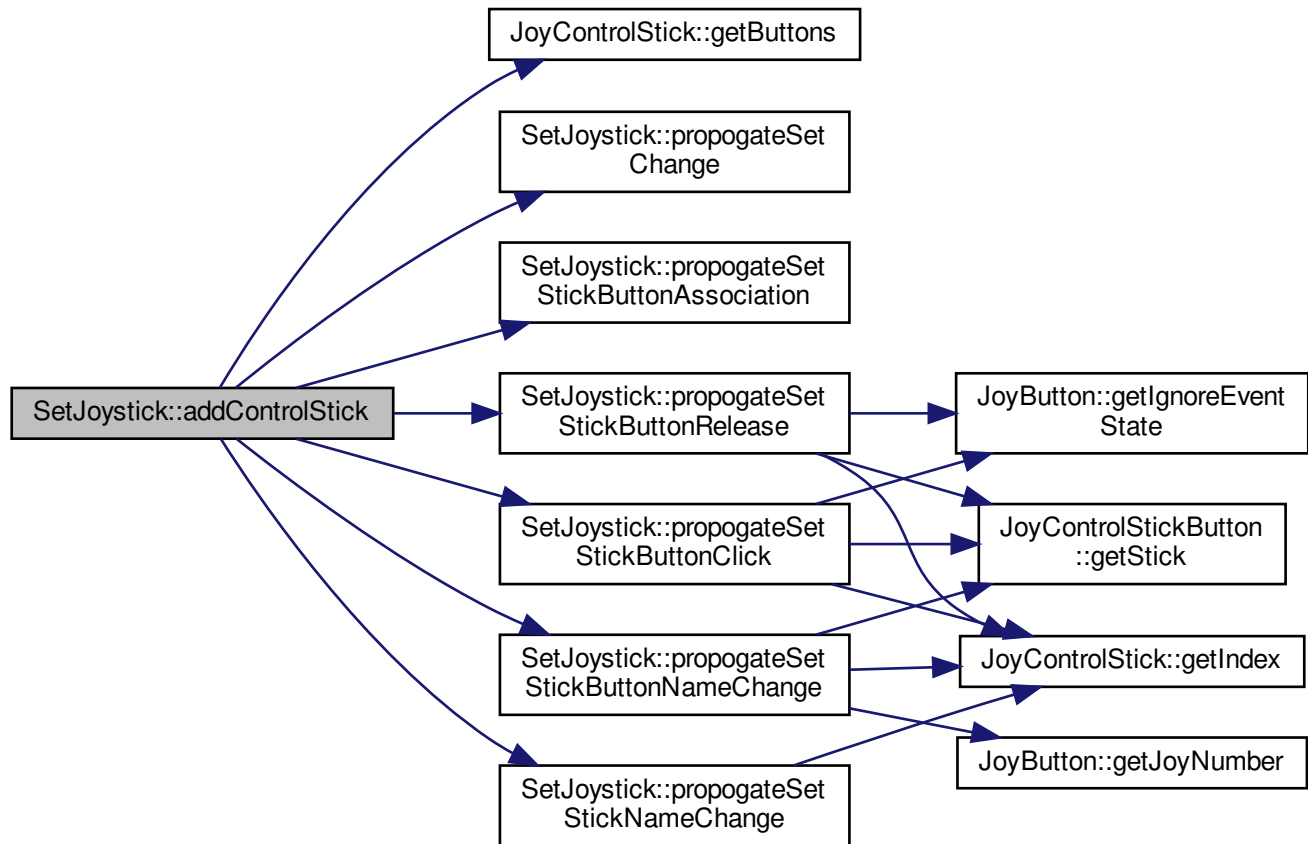 JoyControlStick::getButtons
SetJoystick::propogateSet
Change
SetJoystick::propogateSet
StickButtonAssociation
SetJoystick::addControlStick
SetJoystick::propogateSet
StickButtonRelease
SetJoystick::propogateSet
StickButtonClick
SetJoystick::propogateSet
StickButtonNameChange
SetJoystick::propogateSet
StickNameChange
JoyButton::getIgnoreEvent
State
JoyControlStickButton
::getStick
JoyControlStick::getIndex
JoyButton::getJoyNumber